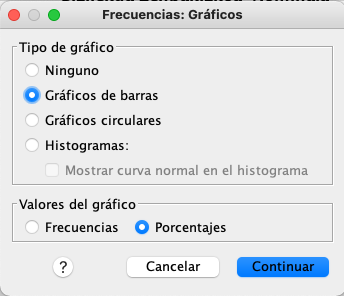 Frecuencias: Gráficos
Tipo de gráfico
Ninguno
Gráficos de barras
Gráficos circulares
Histogramas:
Mostrar curva normal en el histograma
Valores del gráfico
Frecuencias Porcentajes
? Cancelar Continuar